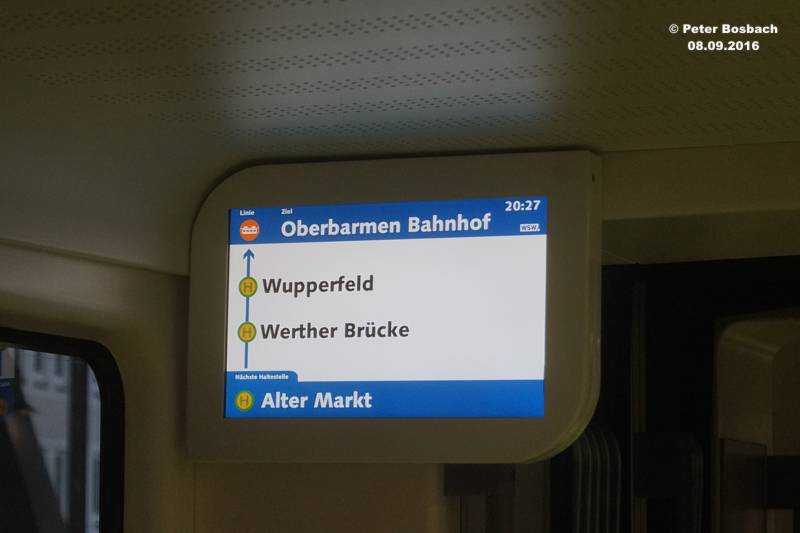 © Peter Bosbach
08.09.2016
20:27
Linie Ziel
Oberbarmen Bahnhof
WSW
H Wupperfeld
H Werther Brücke
Nächste Haltestelle
H Alter Markt